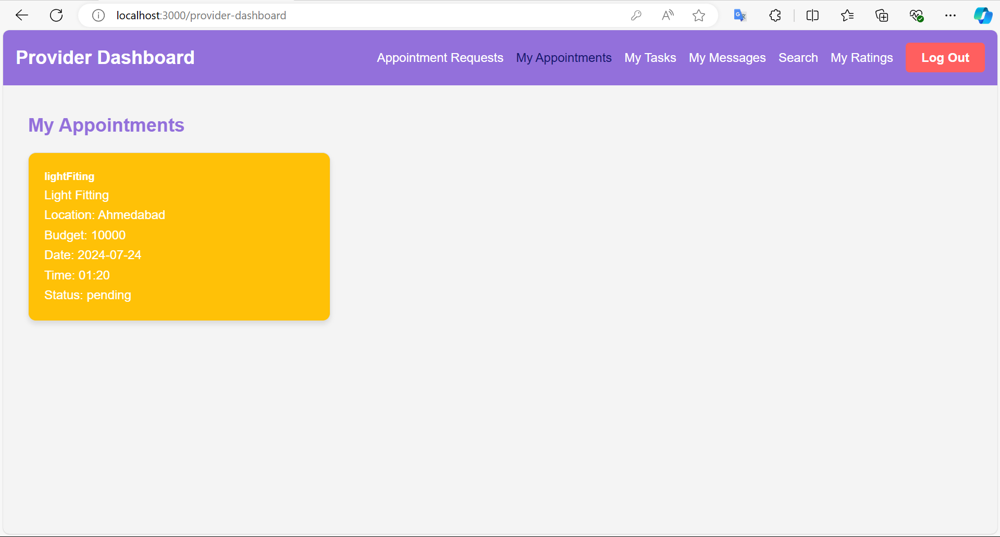 localhost:3000/provider-dashboard
Provider Dashboard
Appointment Requests My Appointments My Tasks My Messages Search My Ratings Log Out
My Appointments
lightFiting
Light Fitting
Location: Ahmedabad
Budget: 10000
Date: 2024-07-24
Time: 01:20
Status: pending